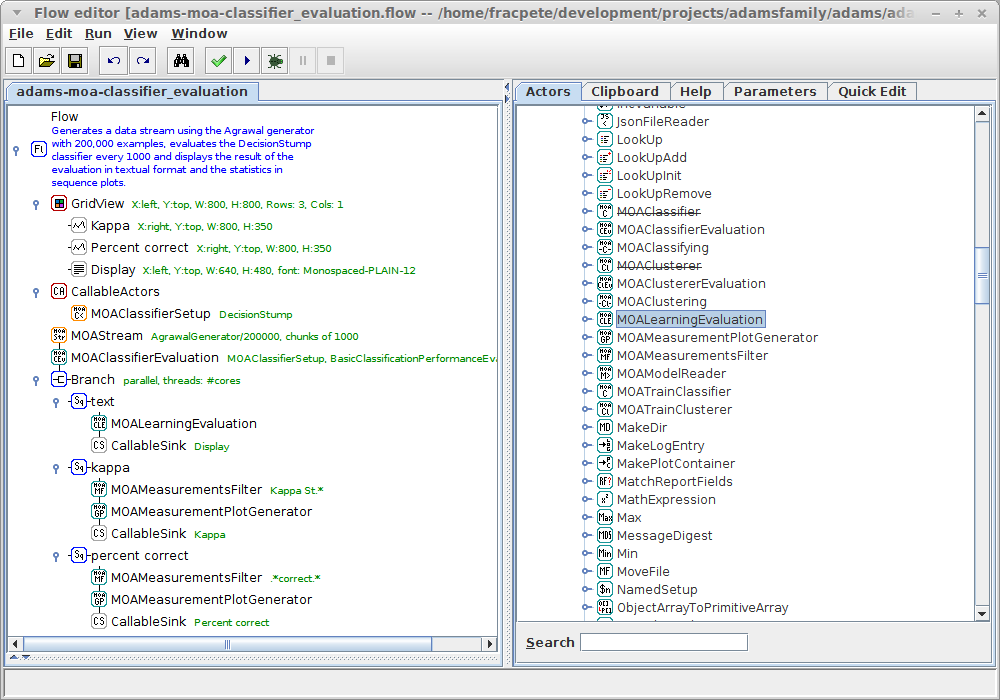 Flow editor [adams-moa-classifier_evaluation.flow -- /home/fracpete/development/projects/adamsfamily/adams/ada
File Edit Run View Window
adams-moa-classifier_evaluation
Flow
Generates a data stream using the Agrawal generator
with 200,000 examples, evaluates the DecisionStump
classifier every 1000 and displays the result of the
evaluation in textual format and the statistics in
sequence plots.
GridView X:left, Y:top, W:800, H:800, Rows: 3, Cols: 1
Kappa X:right, Y:top, W:800, H:350
Percent correct X:right, Y:top, W:800, H:350
Display X:left, Y:top, W:640, H:480, font: Monospaced-PLAIN-12
CallableActors
MOAClassifierSetup DecisionStump
MOAStream AgrawalGenerator/200000, chunks of 1000
MOAClassifierEvaluation MOAClassifierSetup, BasicClassificationPerformanceEva
Branch parallel, threads: #cores
text
MOALearningEvaluation
CallableSink Display
kappa
MOAMeasurementsFilter Kappa St.*
MOAMeasurementPlotGenerator
CallableSink Kappa
percent correct
MOAMeasurementsFilter .*correct.*
MOAMeasurementPlotGenerator
CallableSink Percent correct
Actors Clipboard Help Parameters Quick Edit
JsonFileReader
LookUp
LookUpAdd
LookUpInit
LookUpRemove
MOAClassifier
MOAClassifierEvaluation
MOAClassifying
MOAClusterer
MOAClustererEvaluation
MOAClustering
MOALearningEvaluation
MOAMeasurementPlotGenerator
MOAMeasurementsFilter
MOAModelReader
MOATrainClassifier
MOATrainClusterer
MakeDir
MakeLogEntry
MakePlotContainer
MatchReportFields
MathExpression
Max
MessageDigest
Min
MoveFile
NamedSetup
ObjectArrayToPrimitiveArray
Search